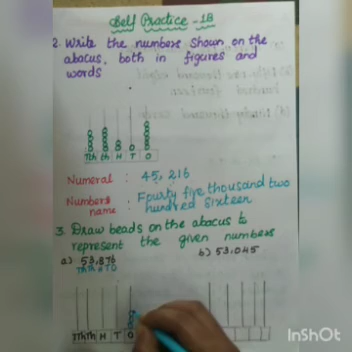 Self Practice - 1B
2. Write the numbers shown on the
abacus, both in figures and
words
TTh Th H T O
Numeral : 45, 216
Number name : Fourty five thousand two
hundred sixteen
3. Draw beads on the abacus to
represent the given numbers
a) 53,876 b) 53,045
TTh Th H T O
TTh Th H T O
InShOt